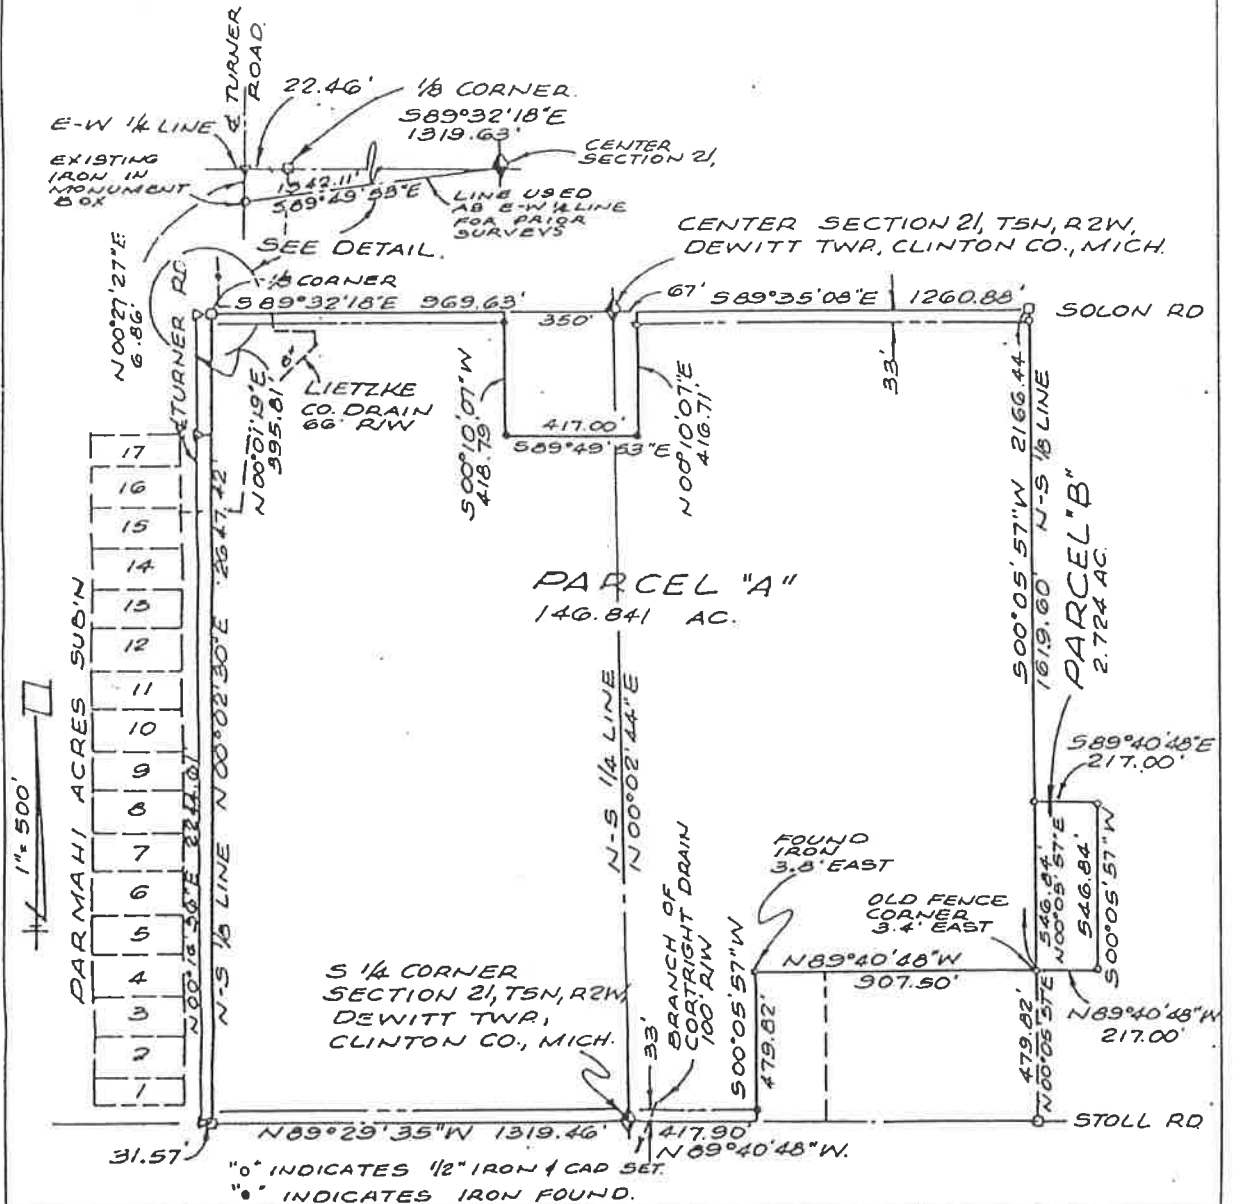 ℄ TURNER
ROAD.
22.46'
1/8 CORNER.
S89°32'18"E
1319.63'
E-W 1/4 LINE
CENTER
SECTION 21,
EXISTING
IRON IN
MONUMENT
BOX
1342.11'
S89°49'53"E
LINE USED
AS E-W 1/4 LINE
FOR PRIOR
SURVEYS
N00°27'27"E
6.86'
SEE DETAIL.
CENTER SECTION 21, T5N, R2W,
DEWITT TWP., CLINTON CO., MICH.
℄ TURNER RD.
1/8 CORNER
S89°32'18"E 969.63'
350'
67'
S89°35'08"E 1260.88'
SOLON RD
33'
N00°01'19"E
395.81'
8"
LIETZKE
CO. DRAIN
66' R/W
S00°10'07"W
418.79'
417.00'
S89°49'53"E
N00°10'07"E
416.71'
S00°05'57"W 2166.44'
1619.60' N-S 1/8 LINE
PARCEL "B"
2.724 AC.
PARCEL "A"
146.841 AC.
17
16
15
14
13
12
11
10
9
8
7
6
5
4
3
2
1
DARMAHI ACRES SUB'N
1"= 500'
2244.07'
N-S 1/8 LINE N00°02'30"E 2647.42'
N-S 1/4 LINE
N00°02'44"E
S89°40'48"E
217.00'
546.84'
N00°05'57"E
546.84'
S00°05'57"W
FOUND
IRON
3.8' EAST
OLD FENCE
CORNER
3.4' EAST
BRANCH OF
CORTRIGHT DRAIN
100' R/W
33'
S00°05'57"W
479.82'
N89°40'48"W
907.50'
N89°40'48"W
217.00'
479.82'
N00°05'57"E
S 1/4 CORNER
SECTION 21, T5N, R2W,
DEWITT TWP.,
CLINTON CO., MICH.
STOLL RD
31.57'
N89°29'35"W 1319.46'
417.90'
N89°40'48"W.
"o" INDICATES 1/2" IRON & CAP SET.
"•" INDICATES IRON FOUND.